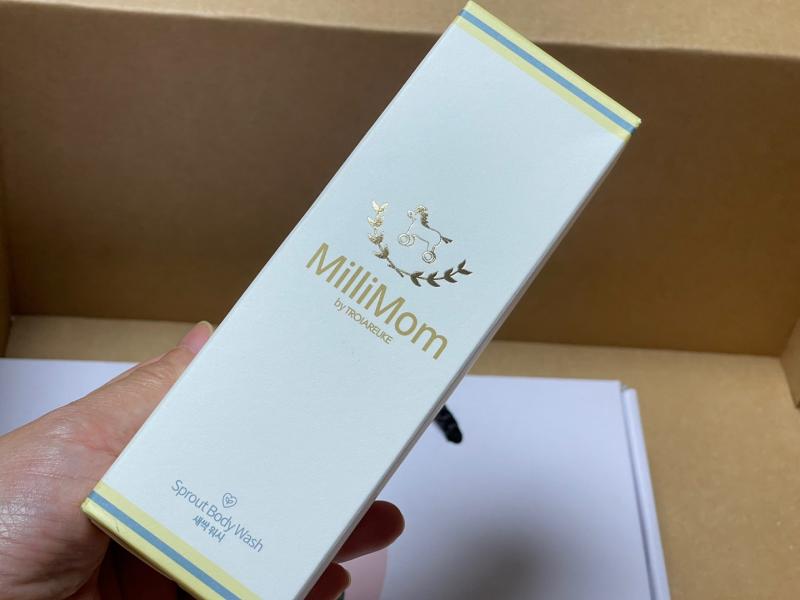 MilliMom
by TROIAREUKE
Sprout Body Wash
새싹 워시